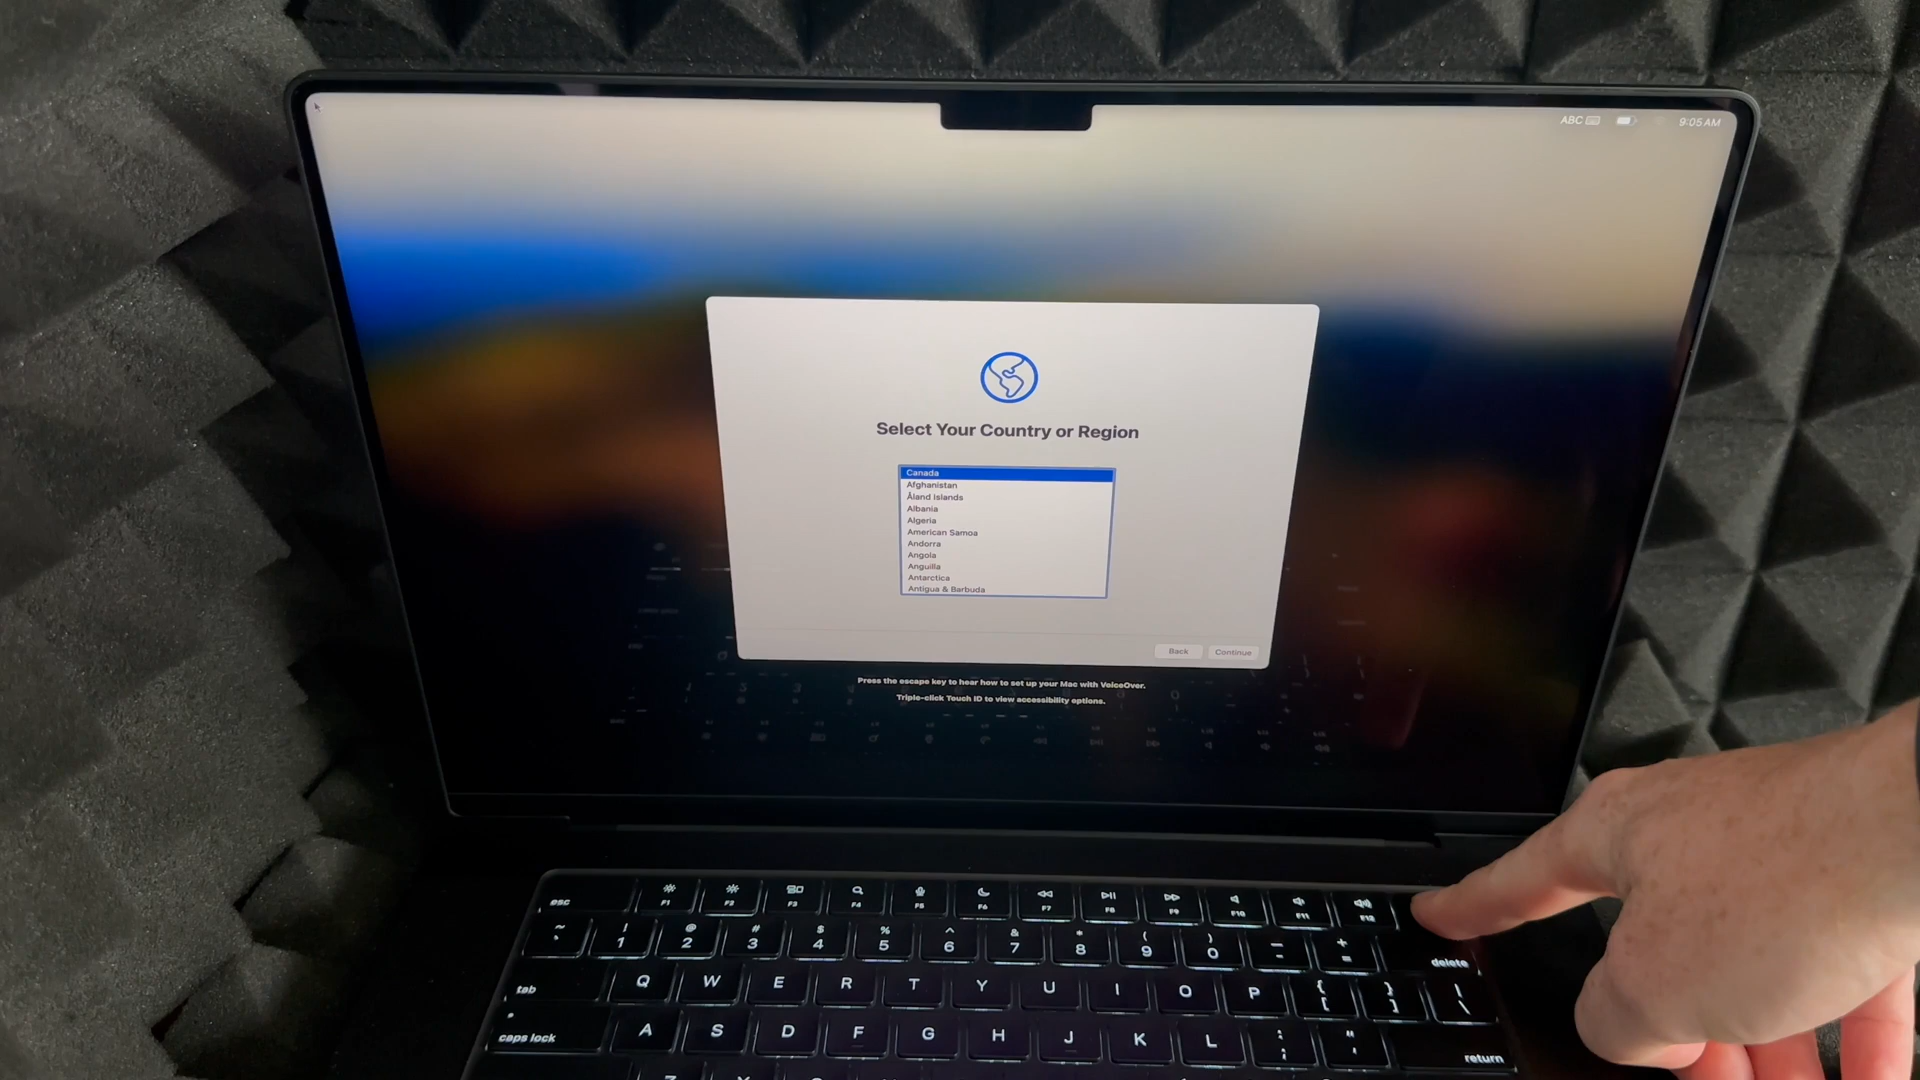 ABC 9:05 AM
Select Your Country or Region
Canada
Afghanistan
Åland Islands
Albania
Algeria
American Samoa
Andorra
Angola
Anguilla
Antarctica
Antigua & Barbuda
Back Continue
Press the escape key to hear how to set up your Mac with VoiceOver.
Triple-click Touch ID to view accessibility options.
esc F1 F2 F3 F4 F5 F6 F7 F8 F9 F10 F11 F12
~ ! @ # $ % ^ & * ( ) _ +
` 1 2 3 4 5 6 7 8 9 0 - = delete
tab Q W E R T Y U I O P { [ } ] | \
caps lock A S D F G H J K L : ; " ' return